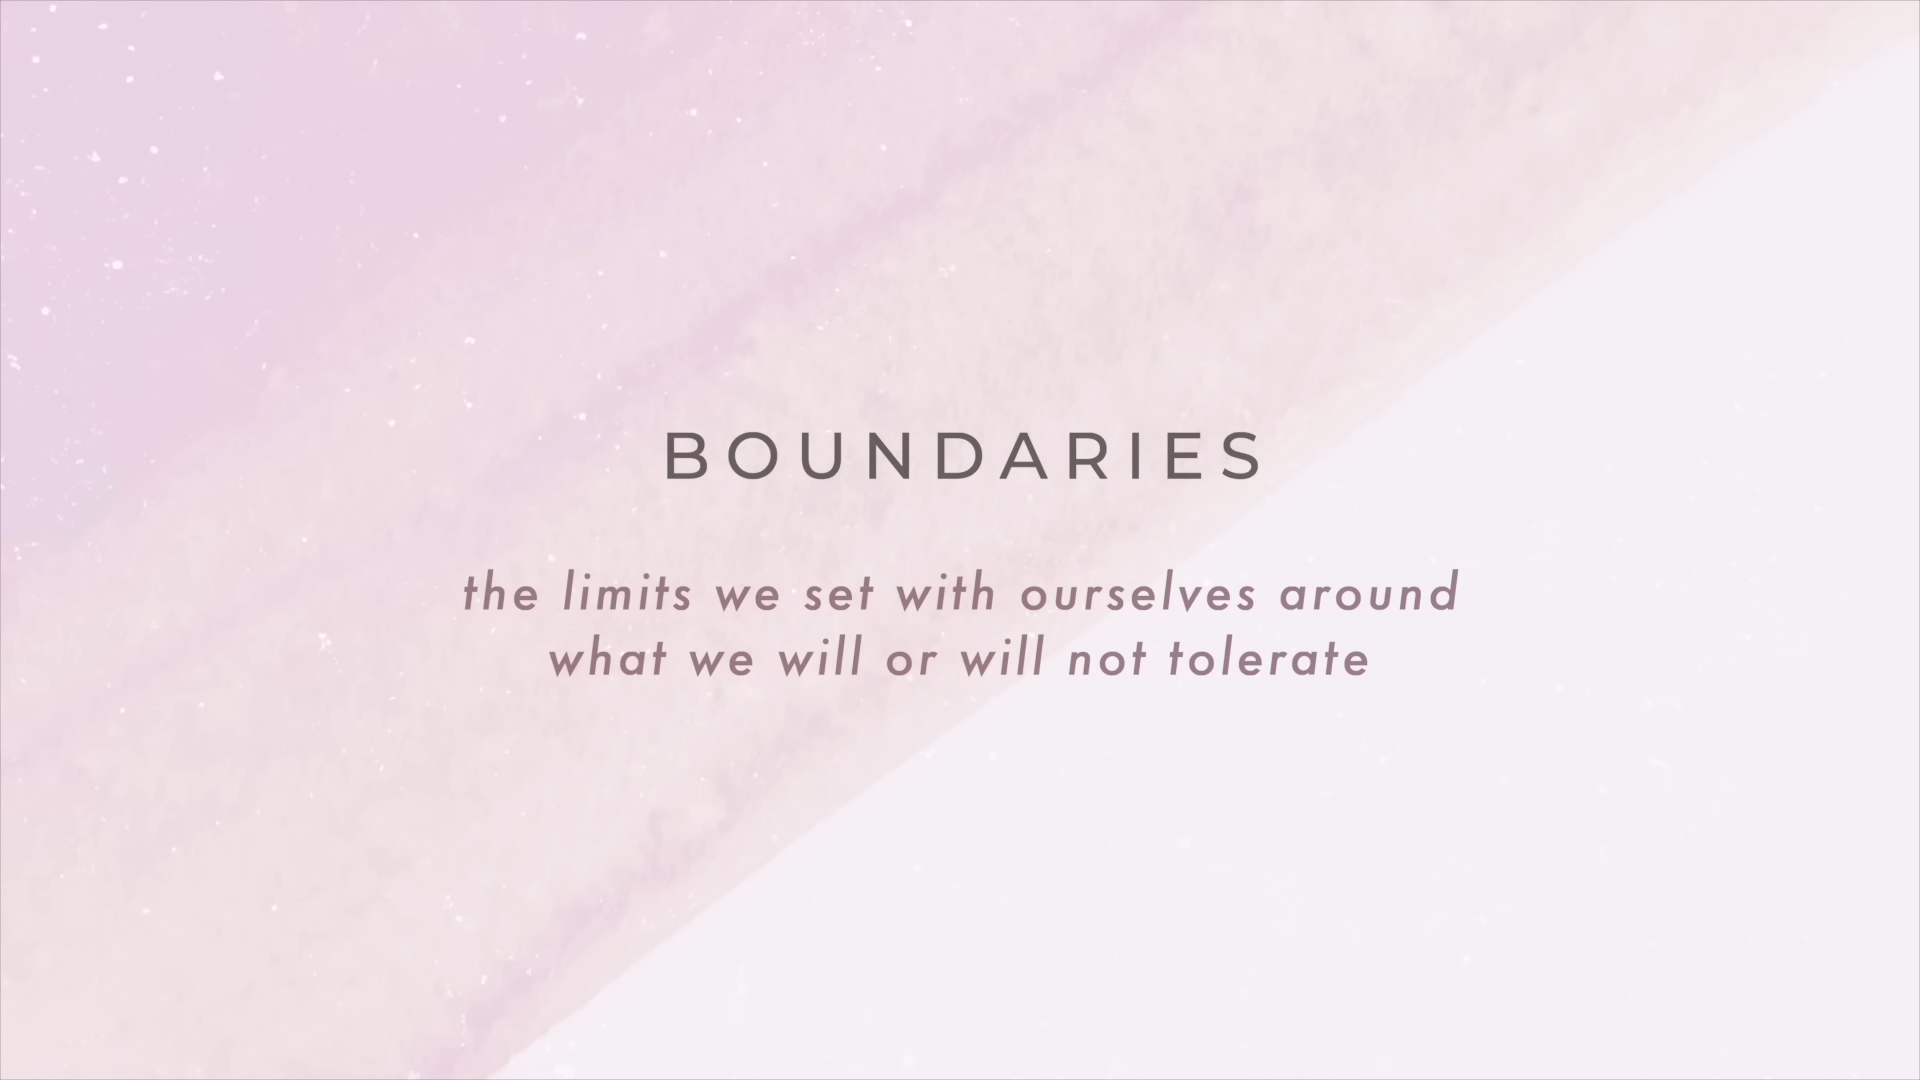 BOUNDARIES
the limits we set with ourselves around
what we will or will not tolerate